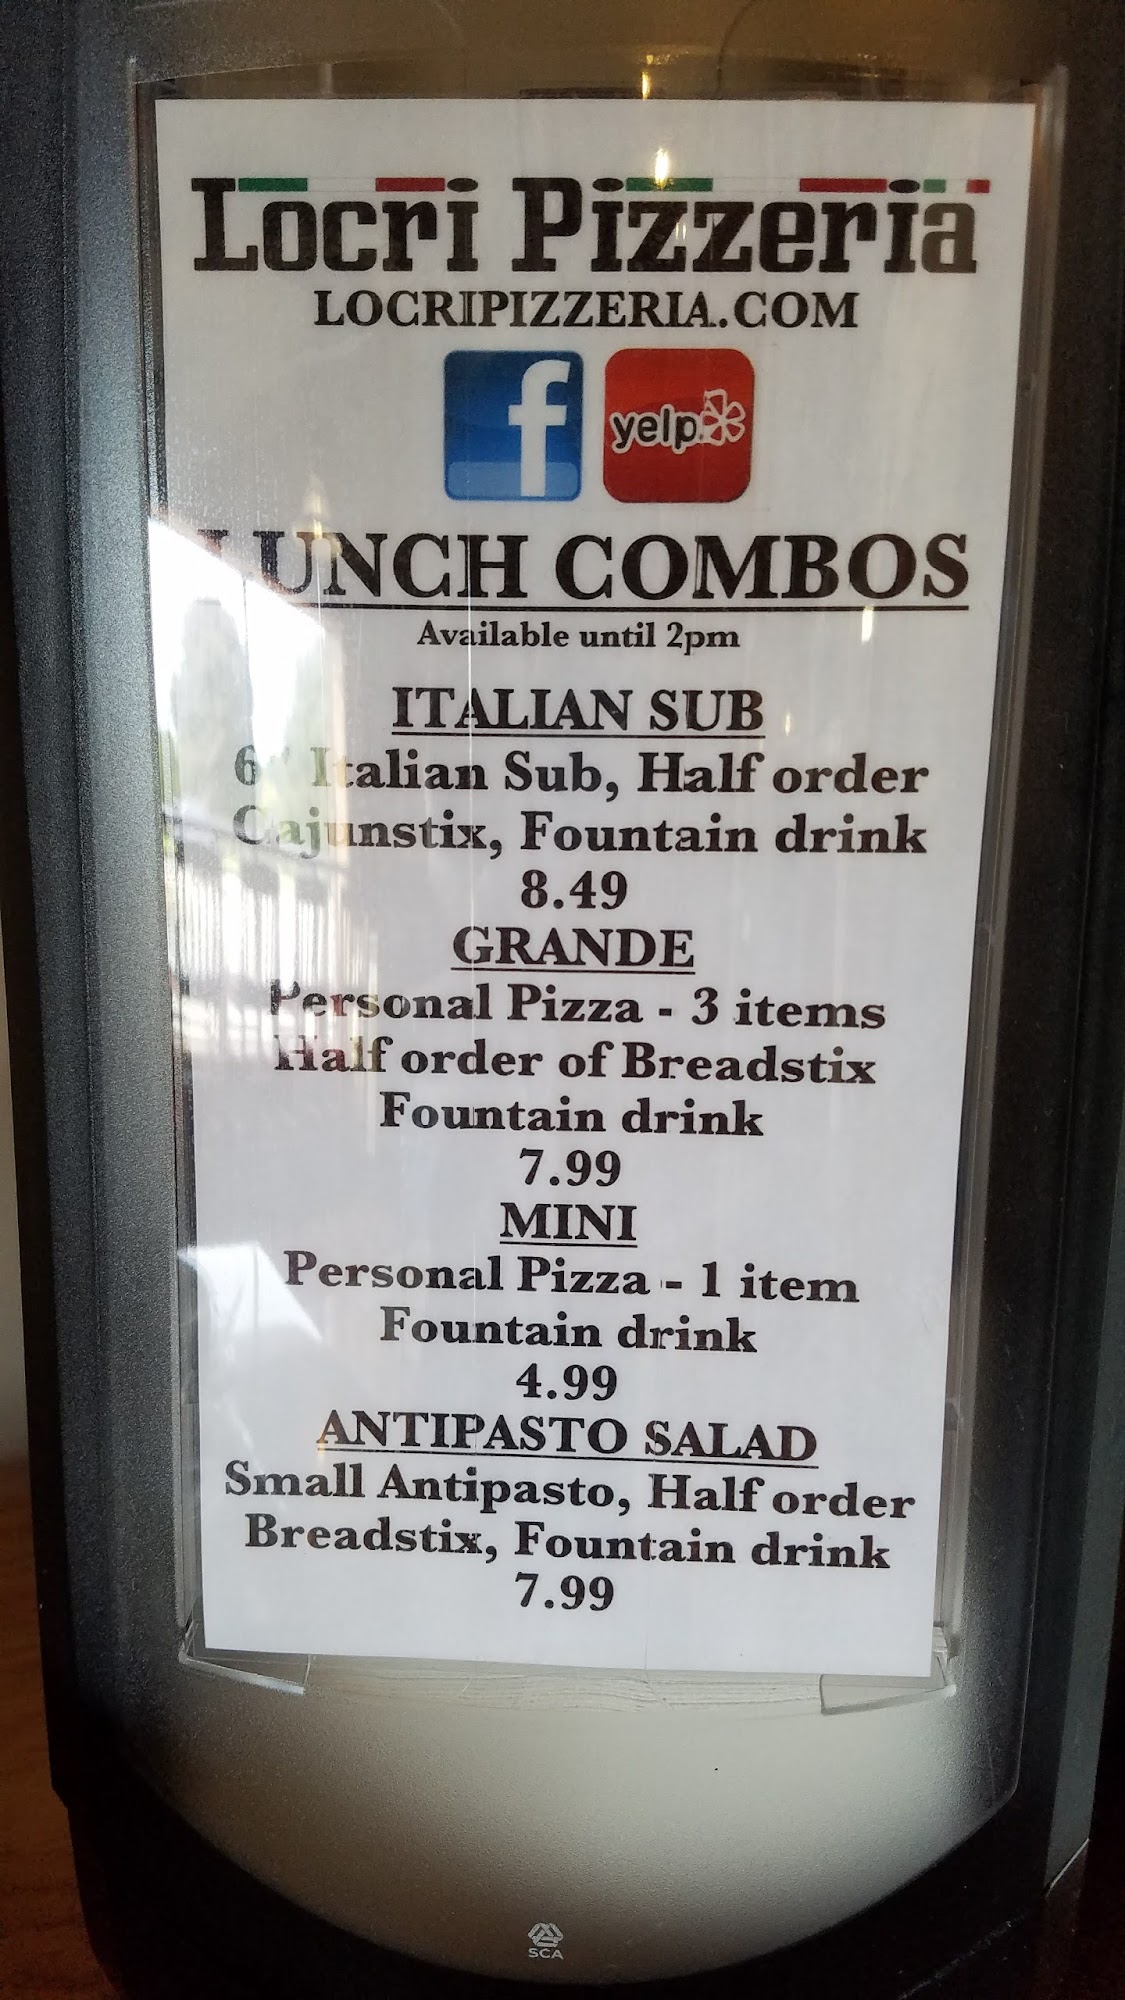 Locri Pizzeria
LOCRIPIZZERIA.COM
f yelp
LUNCH COMBOS
Available until 2pm
ITALIAN SUB
6" Italian Sub, Half order
Cajunstix, Fountain drink
8.49
GRANDE
Personal Pizza - 3 items
Half order of Breadstix
Fountain drink
7.99
MINI
Personal Pizza - 1 item
Fountain drink
4.99
ANTIPASTO SALAD
Small Antipasto, Half order
Breadstix, Fountain drink
7.99
SCA